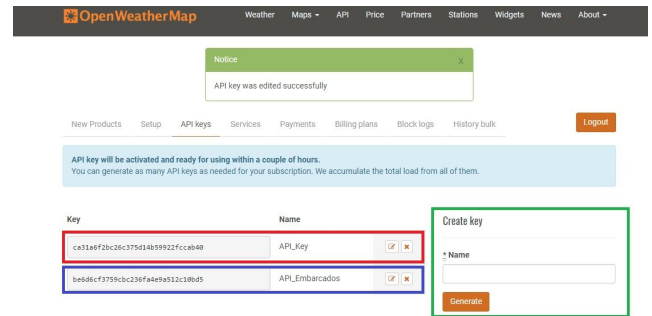 OpenWeatherMap
Weather Maps API Price Partners Stations Widgets News About
Notice x
API key was edited successfully
New Products Setup API keys Services Payments Billing plans Block logs History bulk Logout
API key will be activated and ready for using within a couple of hours.
You can generate as many API keys as needed for your subscription. We accumulate the total load from all of them.
Key Name Create key
ca31a6f2bc26c375d14b59922fccab40 API_Key
* Name
be6d6cf3759cbc236fa4e9a512c10bd5 API_Embarcados
Generate